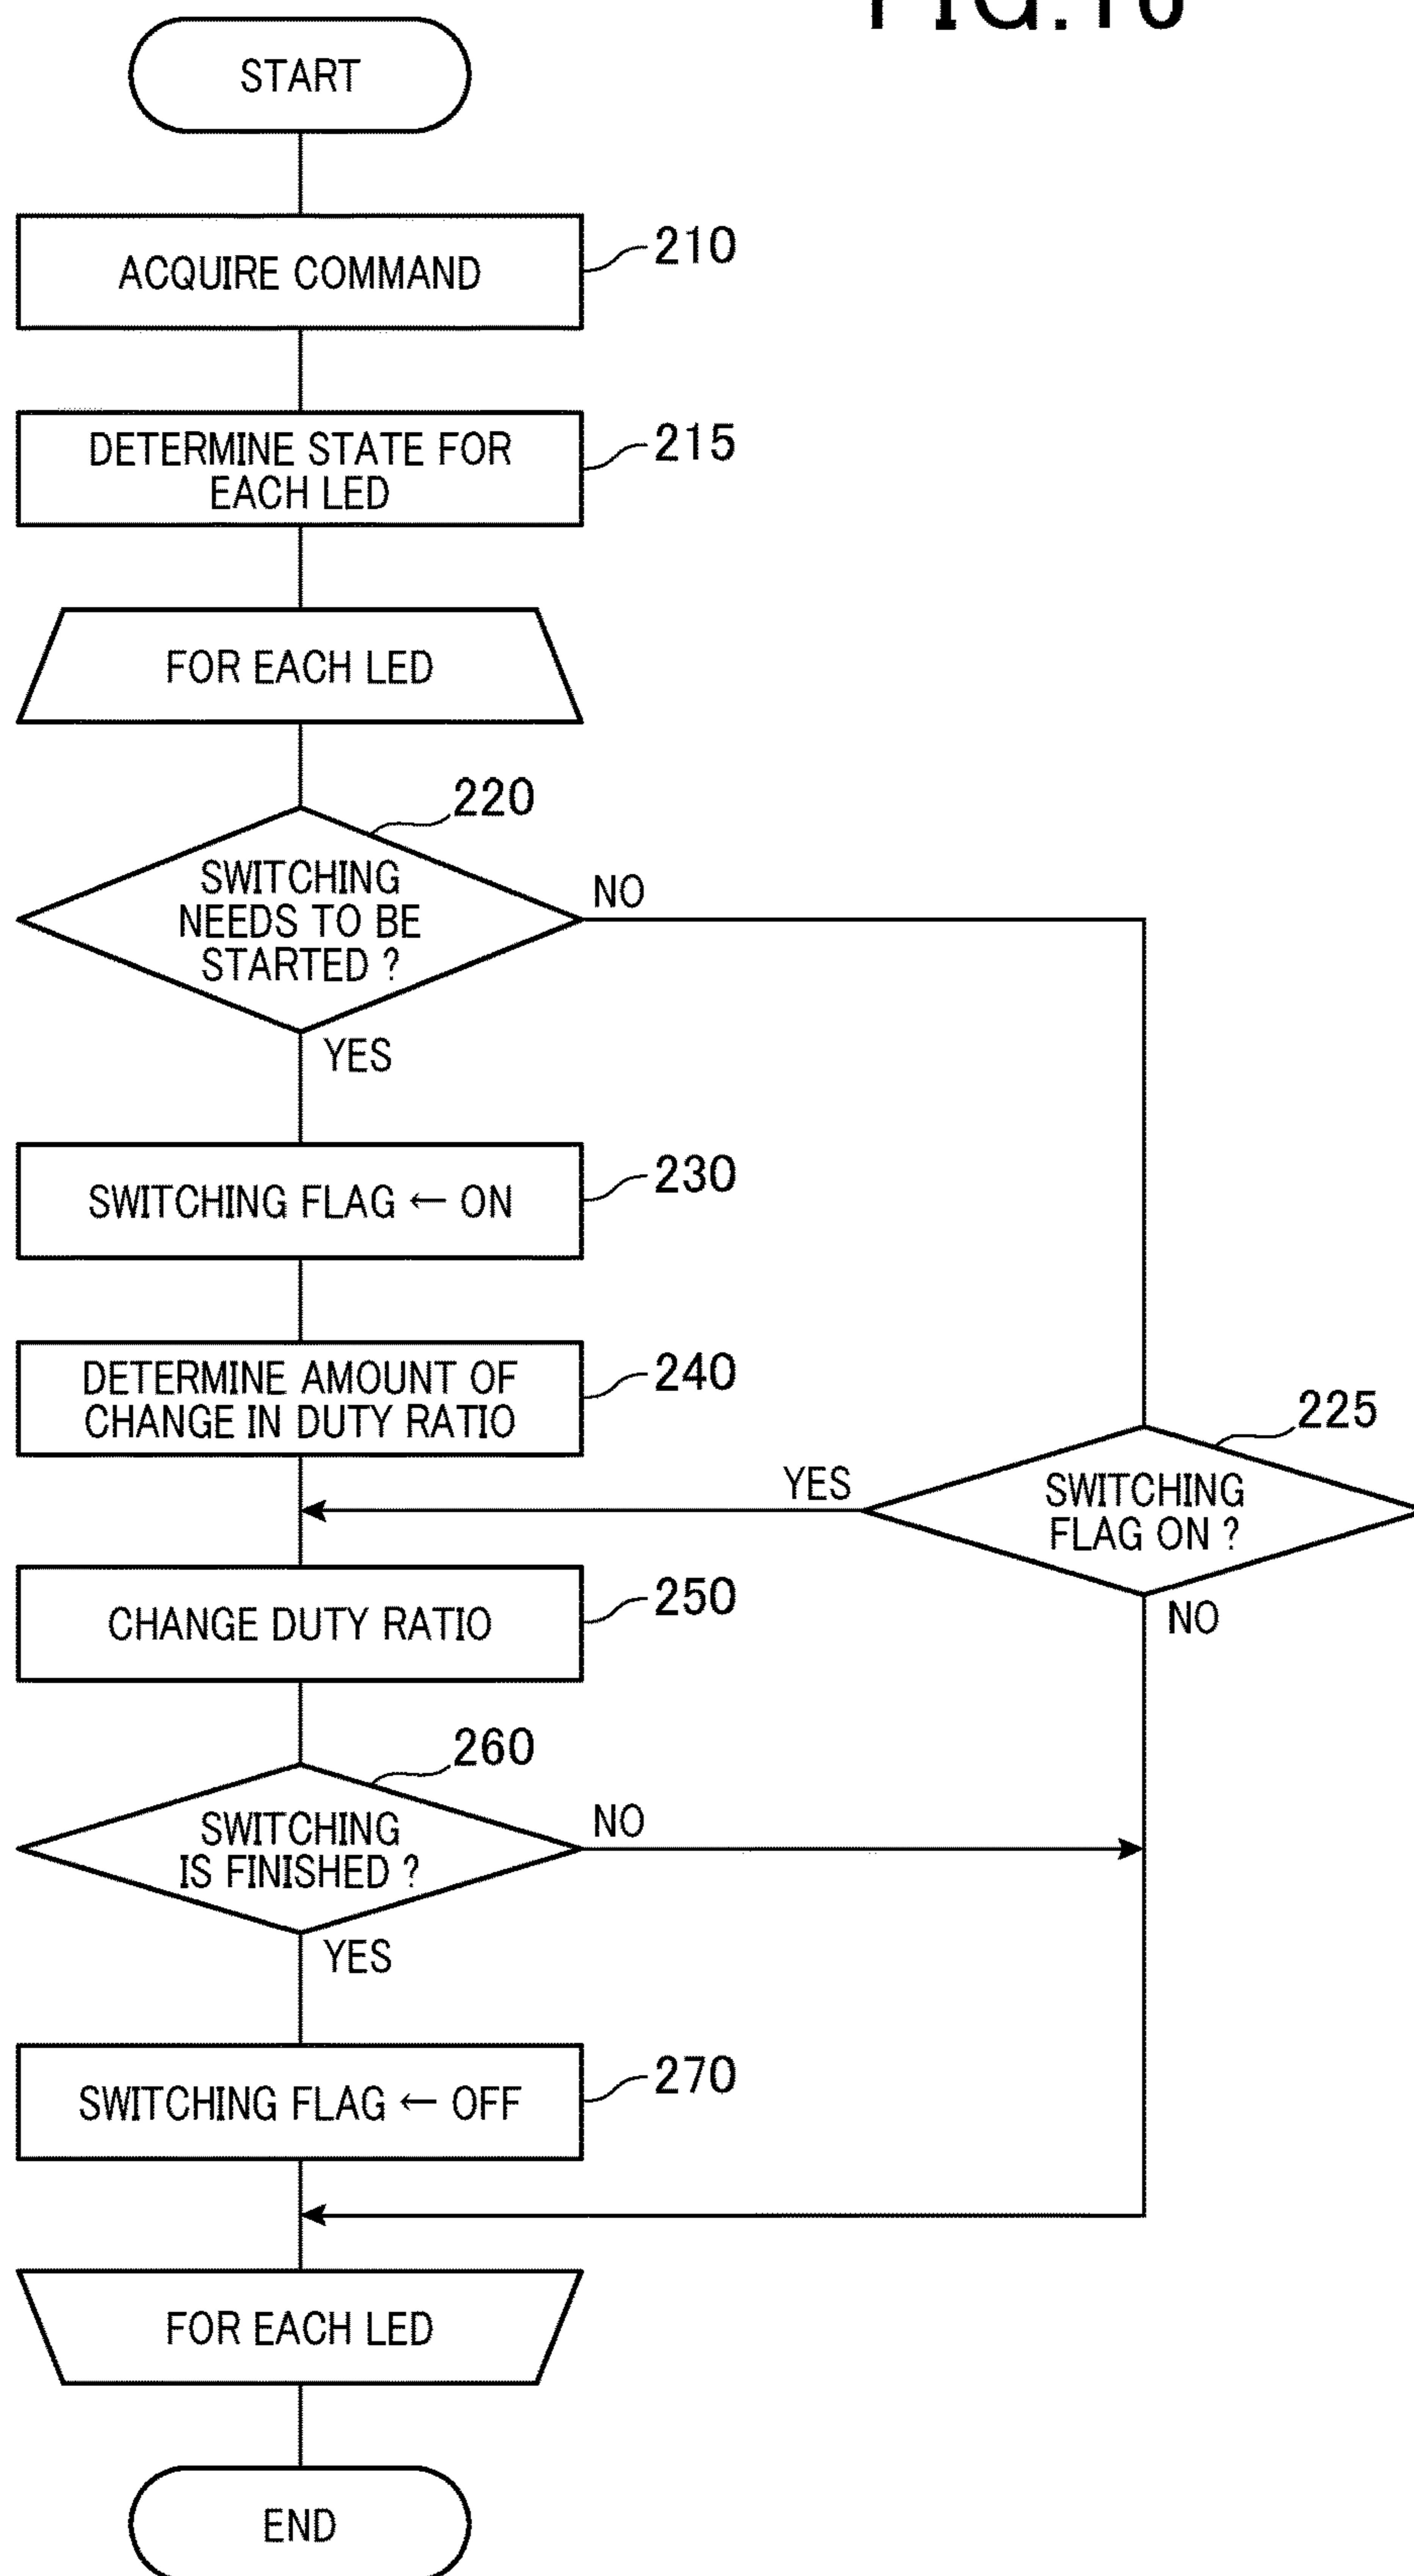 START
ACQUIRE COMMAND
210
DETERMINE STATE FOR
EACH LED
215
FOR EACH LED
220
SWITCHING
NEEDS TO BE
STARTED ?
NO
YES
SWITCHING FLAG ← ON
230
DETERMINE AMOUNT OF
CHANGE IN DUTY RATIO
240
225
SWITCHING
FLAG ON ?
YES
NO
CHANGE DUTY RATIO
250
260
SWITCHING
IS FINISHED ?
NO
YES
SWITCHING FLAG ← OFF
270
FOR EACH LED
END